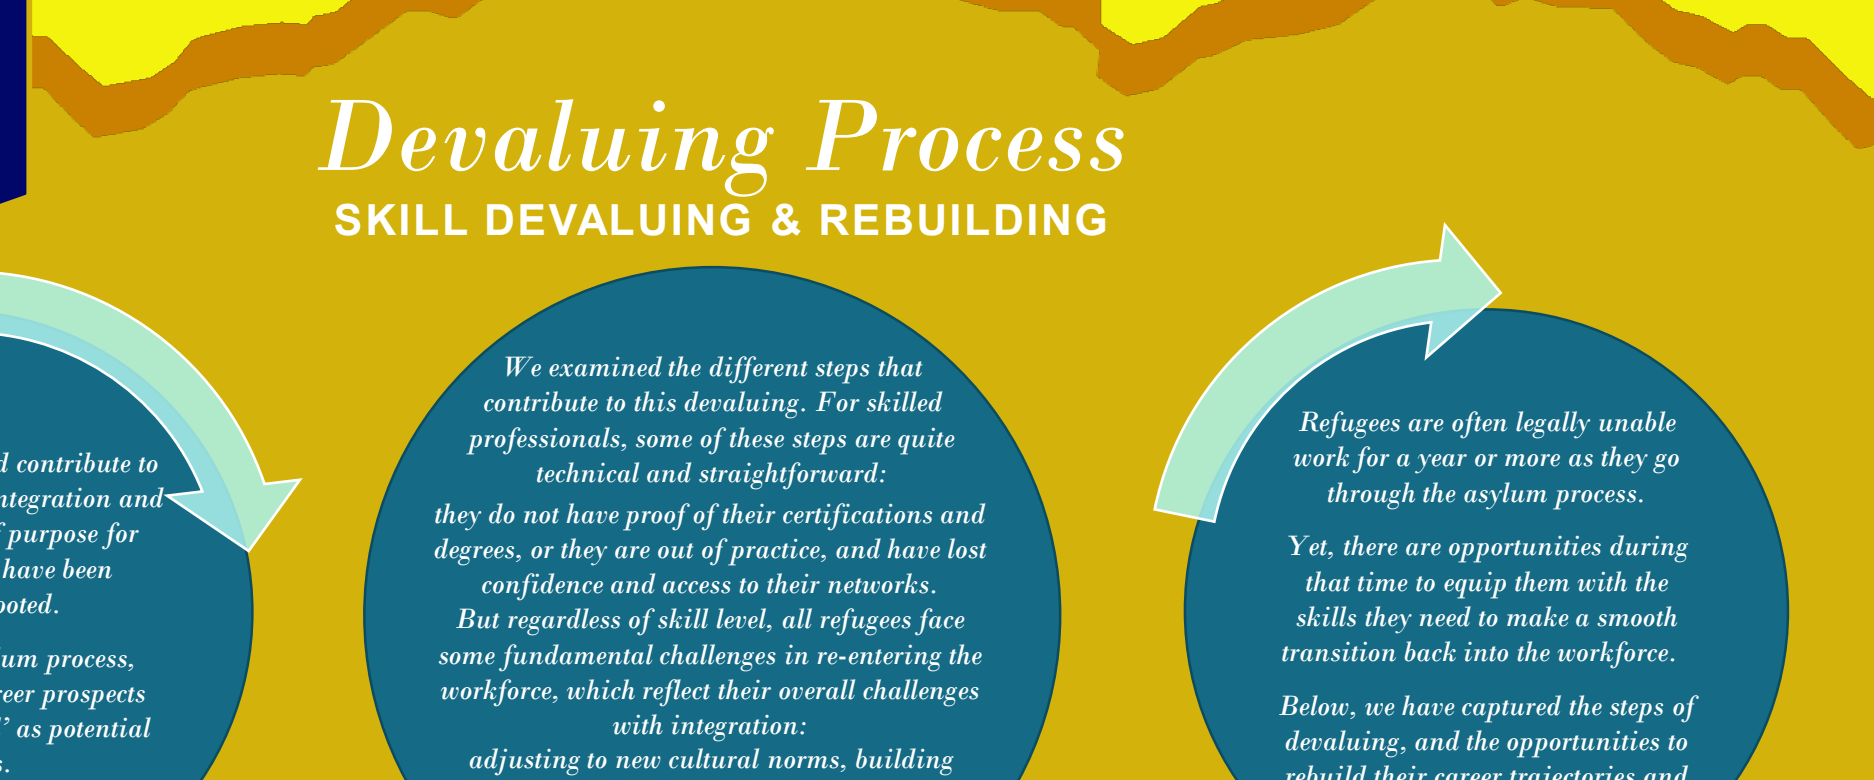 Devaluing Process
SKILL DEVALUING & REBUILDING
contribute to
and
purpose for
have been
um process,
prospects
as potential
We examined the different steps that
contribute to this devaluing. For skilled
professionals, some of these steps are quite
technical and straightforward:
they do not have proof of their certifications and
degrees, or they are out of practice, and have lost
confidence and access to their networks.
But regardless of skill level, all refugees face
some fundamental challenges in re-entering the
workforce, which reflect their overall challenges
with integration:
adjusting to new cultural norms, building
Refugees are often legally unable
work for a year or more as they go
through the asylum process.
Yet, there are opportunities during
that time to equip them with the
skills they need to make a smooth
transition back into the workforce.
Below, we have captured the steps of
devaluing, and the opportunities to
rebuild their career trajectories and